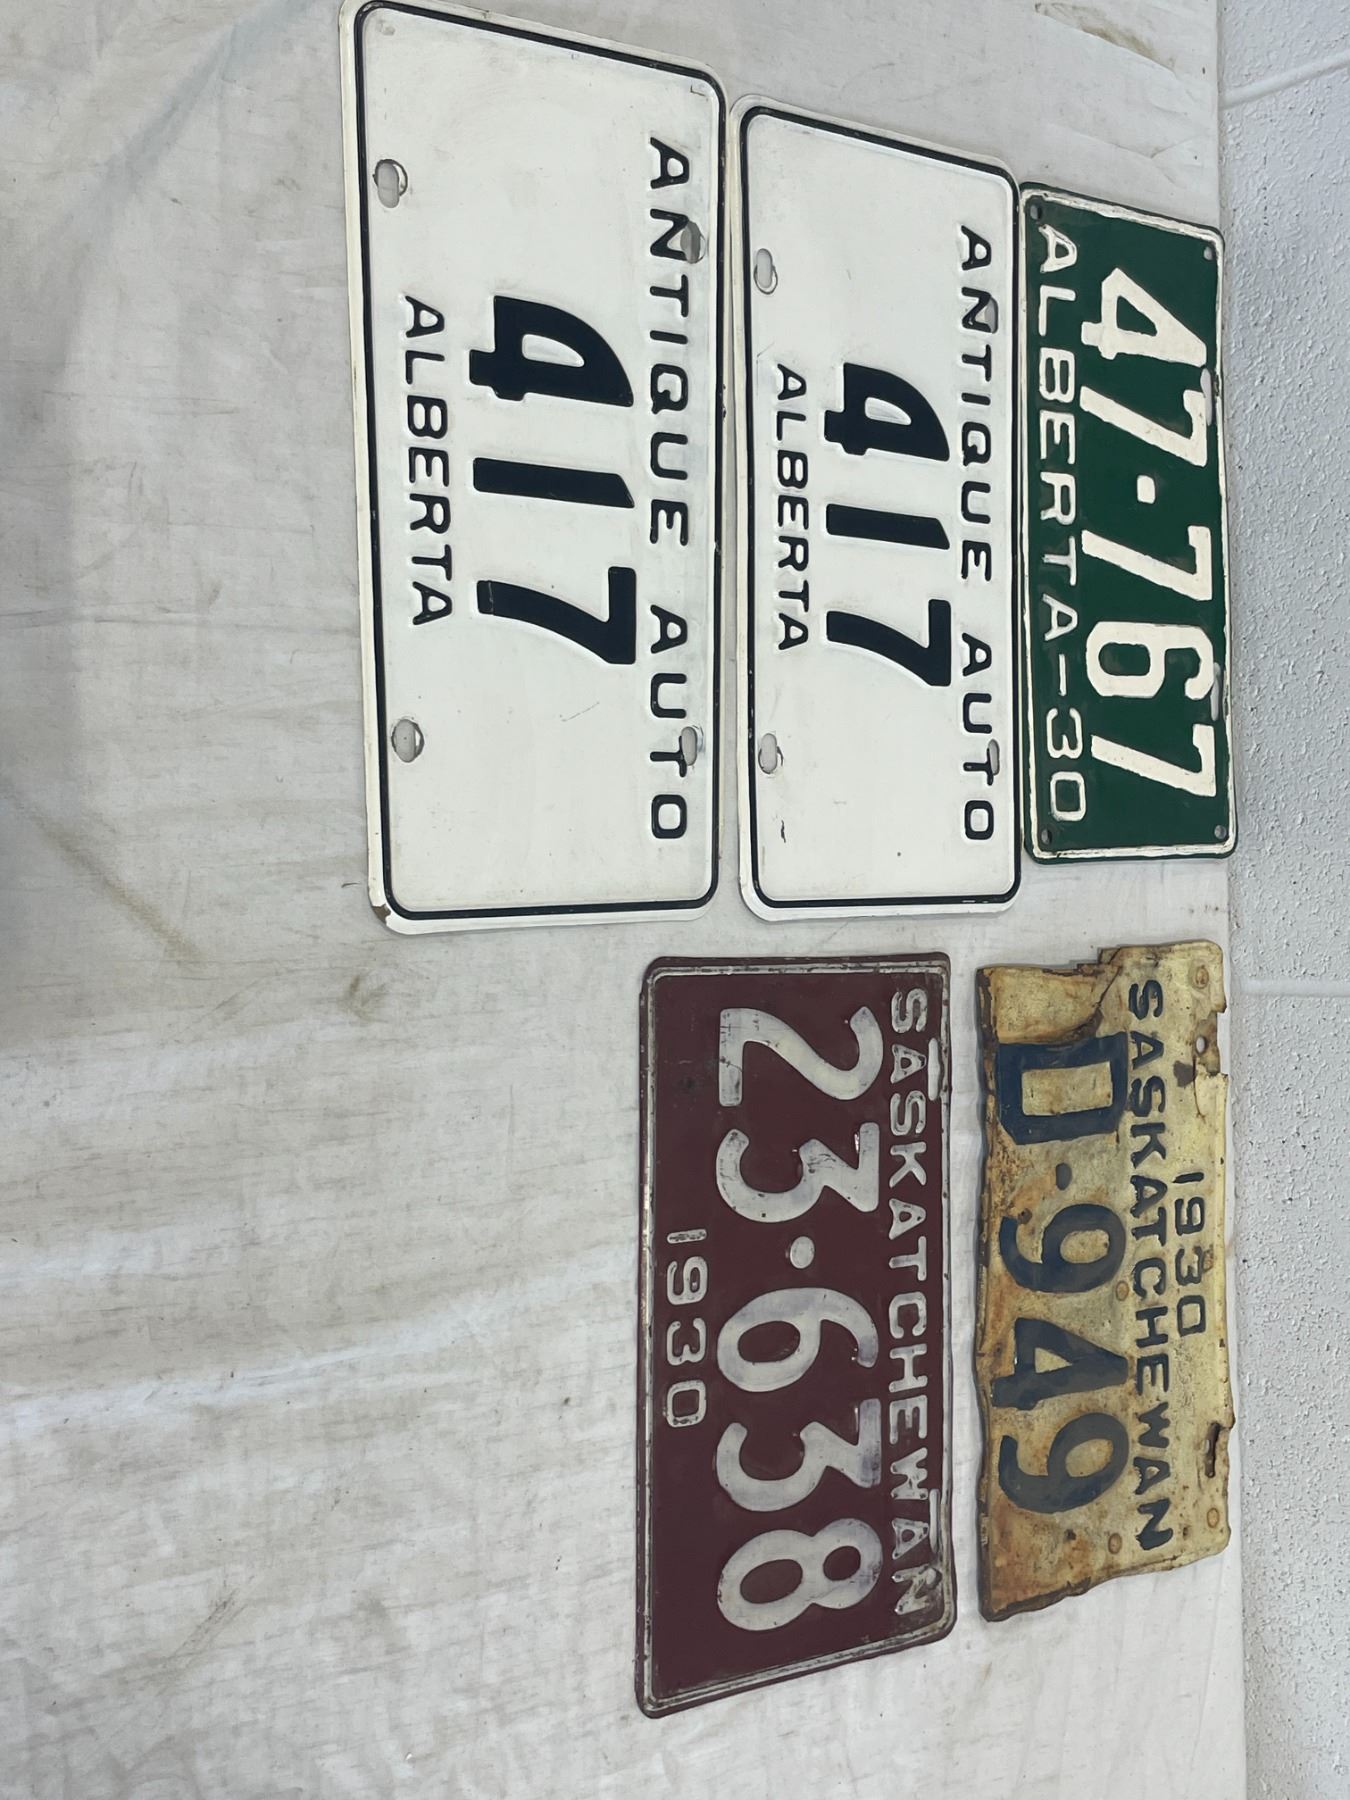 47·767
ALBERTA-30
ANTIQUE AUTO
417
ALBERTA
ANTIQUE AUTO
417
ALBERTA
1930
SASKATCHEWAN
D·949
SASKATCHEWAN
23·638
1930